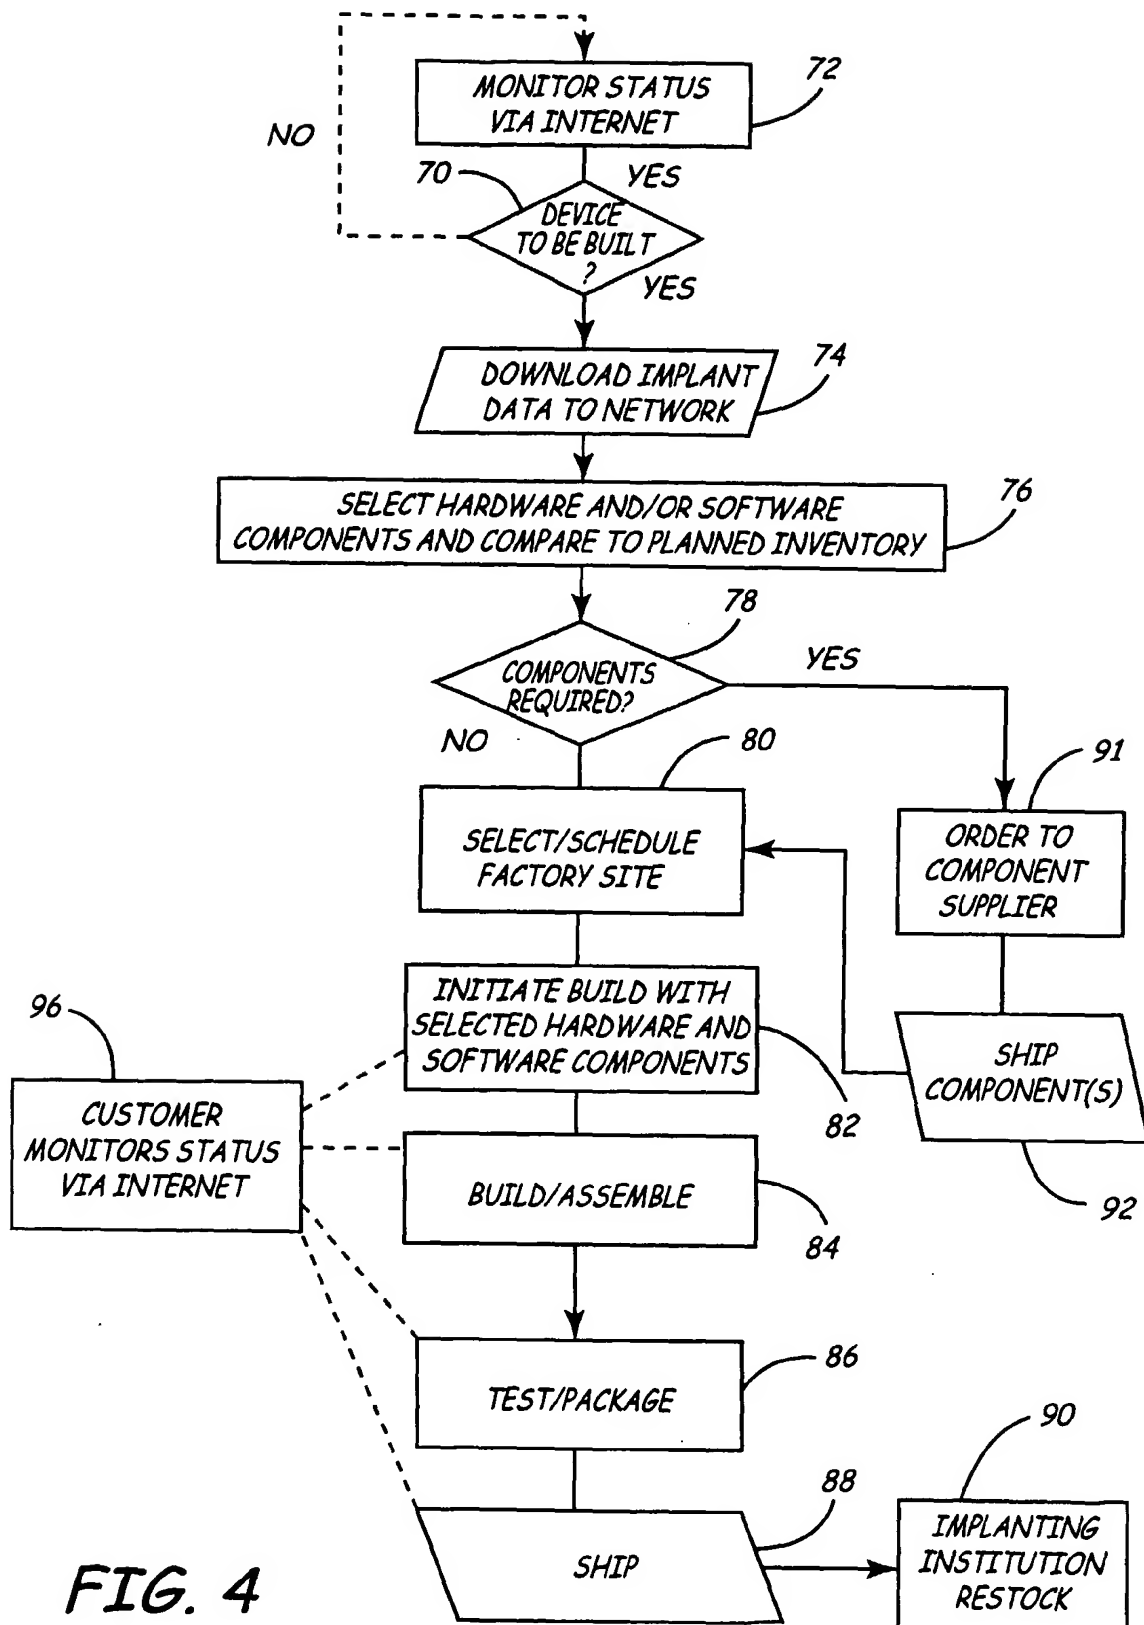 MONITOR STATUS
VIA INTERNET
72
NO
70
YES
DEVICE
TO BE BUILT
?
YES
DOWNLOAD IMPLANT
DATA TO NETWORK
74
SELECT HARDWARE AND/OR SOFTWARE
COMPONENTS AND COMPARE TO PLANNED INVENTORY
76
78
COMPONENTS
REQUIRED?
YES
NO
80
SELECT/SCHEDULE
FACTORY SITE
91
ORDER TO
COMPONENT
SUPPLIER
INITIATE BUILD WITH
SELECTED HARDWARE AND
SOFTWARE COMPONENTS
82
SHIP
COMPONENT(S)
92
96
CUSTOMER
MONITORS STATUS
VIA INTERNET
BUILD/ASSEMBLE
84
TEST/PACKAGE
86
SHIP
88
90
IMPLANTING
INSTITUTION
RESTOCK
FIG. 4